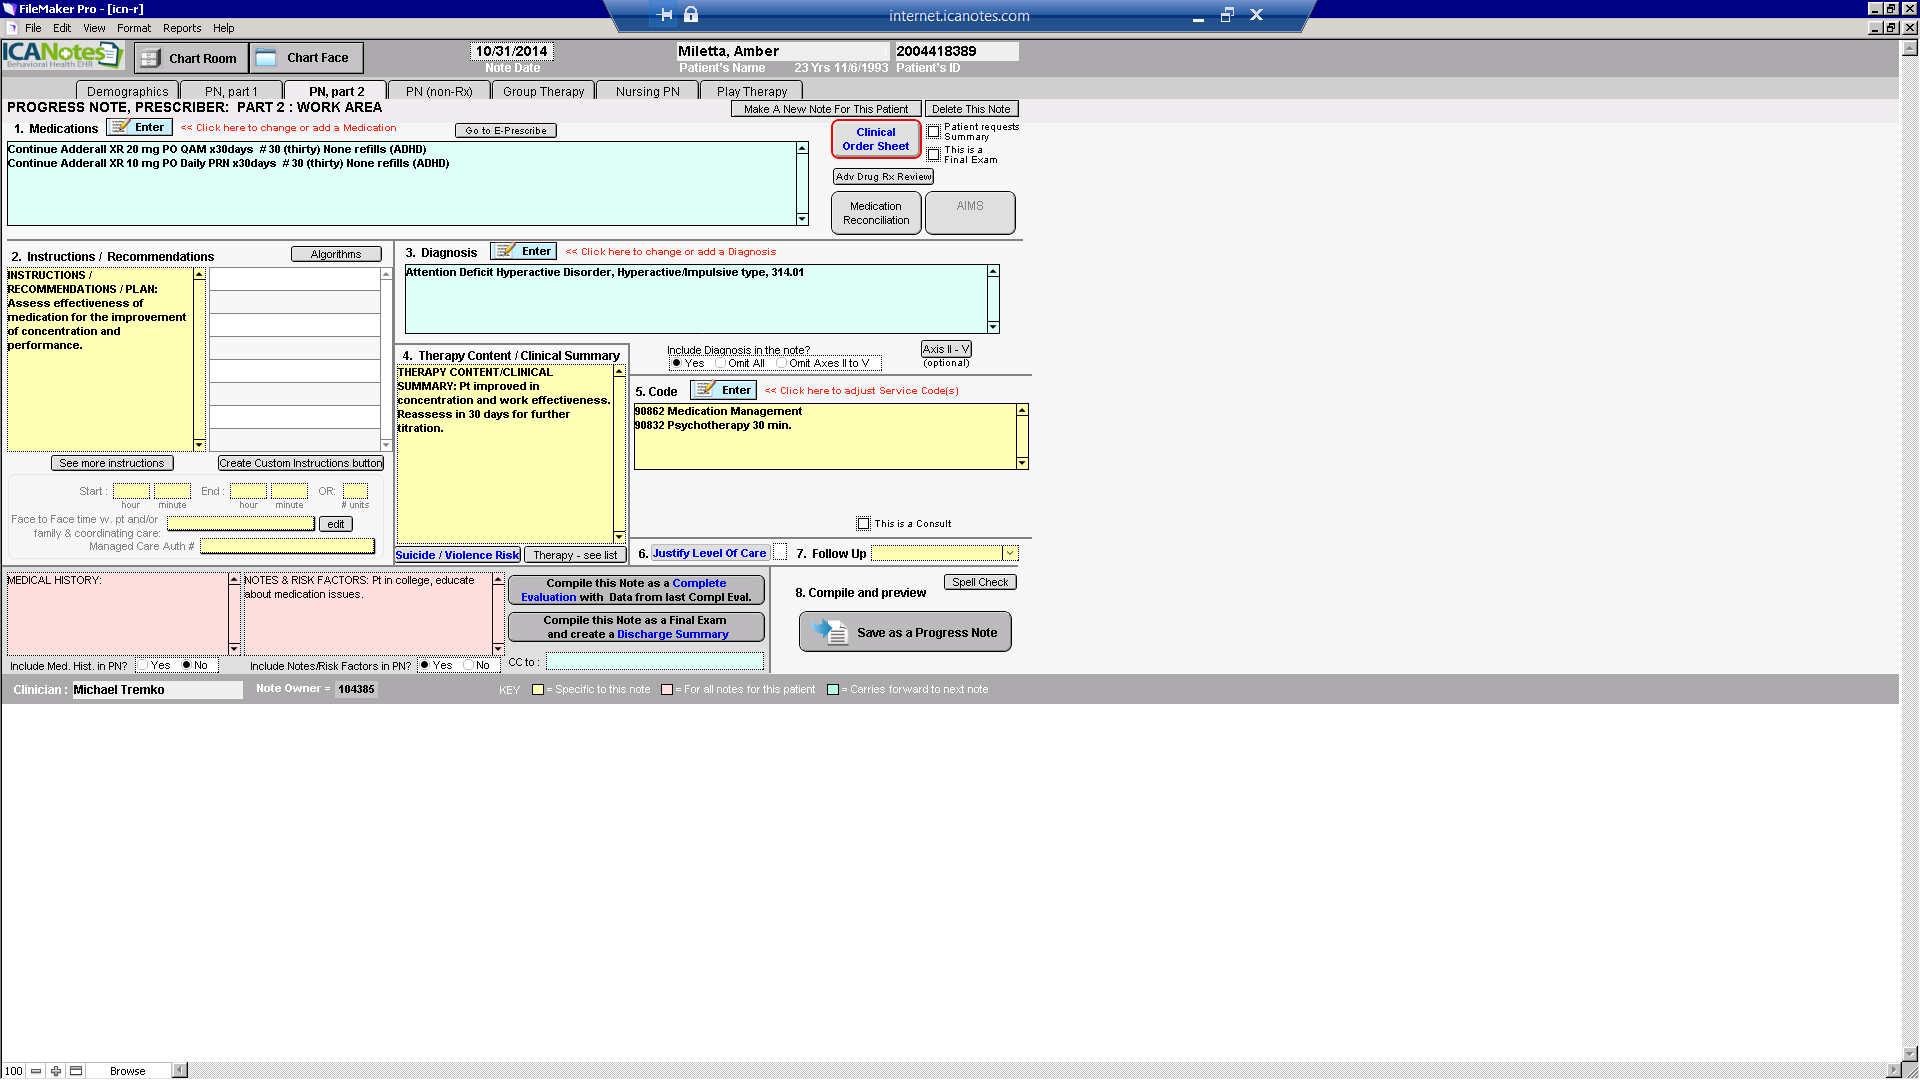 FileMaker Pro - [icn-r]
internet.icanotes.com
File Edit View Format Reports Help
ICANotes
Behavioral Health EHR
Chart Room
Chart Face
10/31/2014
Note Date
Miletta, Amber
2004418389
Patient's Name 23 Yrs 11/6/1993 Patient's ID
Demographics
PN, part 1
PN, part 2
PN (non-Rx)
Group Therapy
Nursing PN
Play Therapy
PROGRESS NOTE, PRESCRIBER: PART 2 : WORK AREA
Make A New Note For This Patient
Delete This Note
1. Medications
Enter
<< Click here to change or add a Medication
Go to E-Prescribe
Clinical
Order Sheet
Patient requests
Summary
This is a
Final Exam
Continue Adderall XR 20 mg PO QAM x30days # 30 (thirty) None refills (ADHD)
Continue Adderall XR 10 mg PO Daily PRN x30days # 30 (thirty) None refills (ADHD)
Adv Drug Rx Review
Medication
Reconciliation
AIMS
2. Instructions / Recommendations
Algorithms
INSTRUCTIONS /
RECOMMENDATIONS / PLAN:
Assess effectiveness of
medication for the improvement
of concentration and
performance.
See more instructions
Create Custom Instructions button
Start :
End :
OR:
hour
minute
hour
minute
# units
Face to Face time w. pt and/or
family & coordinating care:
edit
Managed Care Auth #
3. Diagnosis
Enter
<< Click here to change or add a Diagnosis
Attention Deficit Hyperactive Disorder, Hyperactive/Impulsive type, 314.01
Include Diagnosis in the note?
Yes
Omit All
Omit Axes II to V
Axis II - V
(optional)
4. Therapy Content / Clinical Summary
THERAPY CONTENT/CLINICAL
SUMMARY: Pt improved in
concentration and work effectiveness.
Reassess in 30 days for further
titration.
Suicide / Violence Risk
Therapy - see list
5. Code
Enter
<< Click here to adjust Service Code(s)
90862 Medication Management
90832 Psychotherapy 30 min.
This is a Consult
6. Justify Level Of Care
7. Follow Up
MEDICAL HISTORY:
NOTES & RISK FACTORS: Pt in college, educate
about medication issues.
Include Med. Hist. in PN?
Yes
No
Include Notes/Risk Factors in PN?
Yes
No
Compile this Note as a Complete
Evaluation with Data from last Compl Eval.
Compile this Note as a Final Exam
and create a Discharge Summary
CC to :
Spell Check
8. Compile and preview
Save as a Progress Note
Clinician :
Michael Tremko
Note Owner = 104385
KEY
= Specific to this note
= For all notes for this patient
= Carries forward to next note
100
Browse